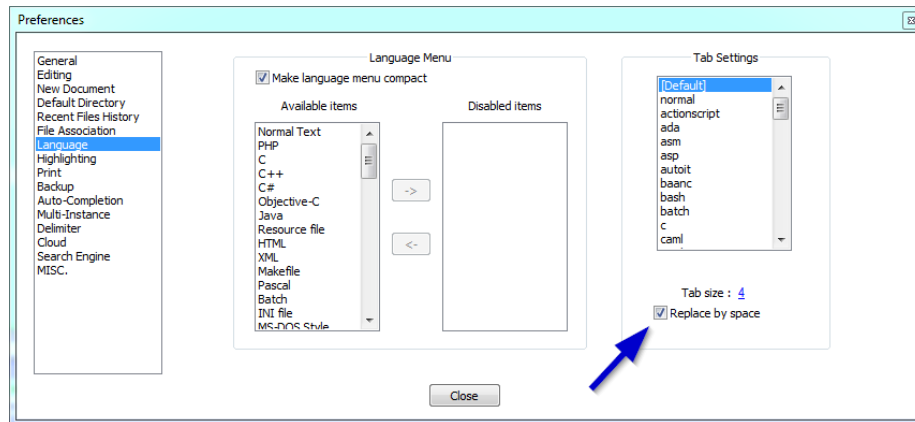 Preferences
General
Editing
New Document
Default Directory
Recent Files History
File Association
Language
Highlighting
Print
Backup
Auto-Completion
Multi-Instance
Delimiter
Cloud
Search Engine
MISC.
Language Menu
Make language menu compact
Available items
Normal Text
PHP
C
C++
C#
Objective-C
Java
Resource file
HTML
XML
Makefile
Pascal
Batch
INI file
MS-DOS Style
->
<-
Disabled items
Tab Settings
[Default]
normal
actionscript
ada
asm
asp
autoit
baanc
bash
batch
c
caml
Tab size : 4
Replace by space
Close